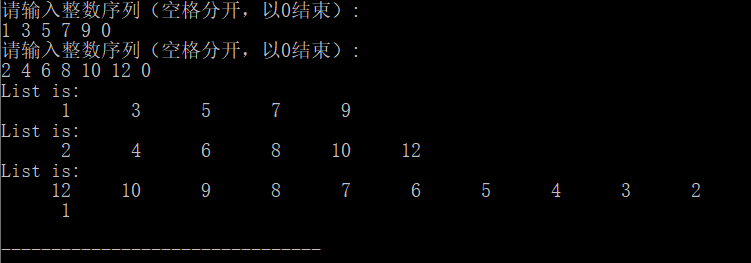 请输入整数序列（空格分开，以0结束）:
1 3 5 7 9 0
请输入整数序列（空格分开，以0结束）:
2 4 6 8 10 12 0
List is:
1 3 5 7 9
List is:
2 4 6 8 10 12
List is:
12 10 9 8 7 6 5 4 3 2
1
--------------------------------